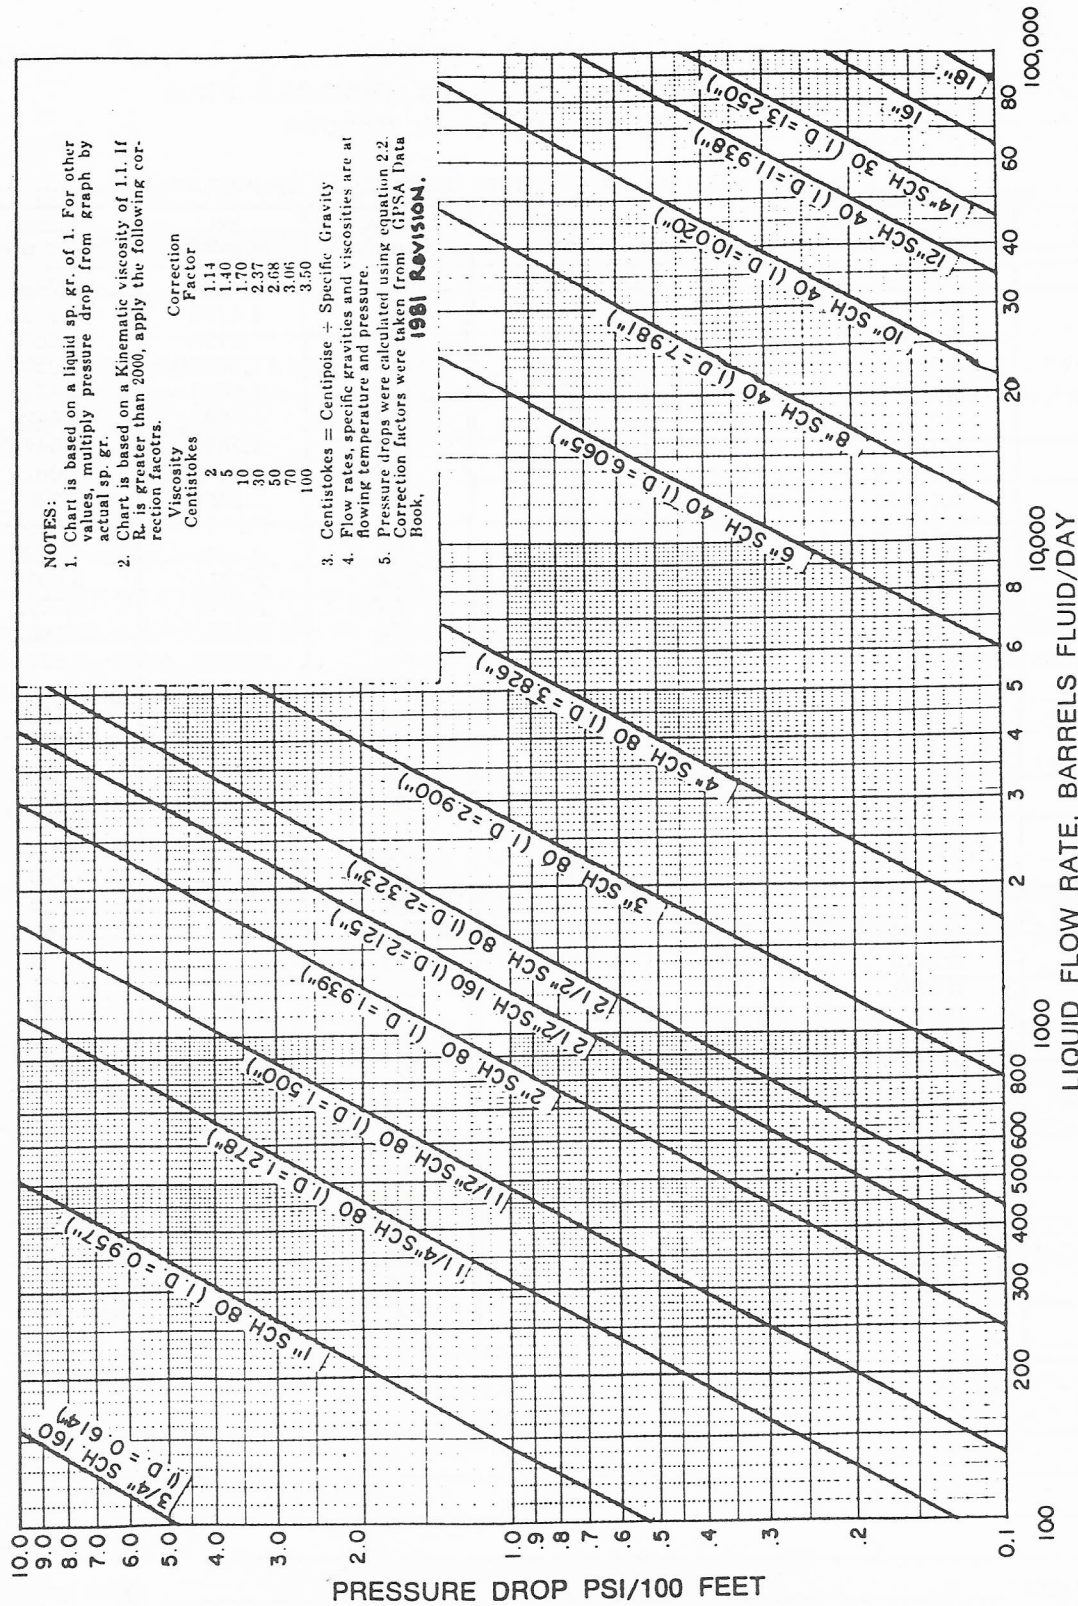 NOTES:
1. Chart is based on a liquid sp. gr. of 1. For other
values, multiply pressure drop from graph by
actual sp. gr.
2. Chart is based on a Kinematic viscosity of 1.1. If
Re is greater than 2000, apply the following cor-
rection facotrs.
Viscosity Correction
Centistokes Factor
2 1.14
5 1.40
10 1.70
30 2.37
50 2.68
70 3.06
100 3.50
3. Centistokes = Centipoise ÷ Specific Gravity
4. Flow rates, specific gravities and viscosities are at
flowing temperature and pressure.
5. Pressure drops were calculated using equation 2.2.
Correction factors were taken from GPSA Data
Book, 1981 Revision.
3/4" SCH 160
(I.D = 0.614")
1" SCH 80 (I.D = 0.957")
1 1/4" SCH 80 (I.D = 1.278")
1 1/2" SCH 80 (I.D = 1.500")
2" SCH 80 (I.D = 1.939")
2 1/2" SCH 160 (I.D = 2.125")
2 1/2" SCH 80 (I.D = 2.323")
3" SCH 80 (I.D = 2.900")
4" SCH 80 (I.D = 3.826")
6" SCH 40 (I.D = 6.065")
8" SCH 40 (I.D = 7.981")
10" SCH 40 (I.D = 10.020")
12" SCH 40 (I.D = 11.938")
14" SCH 30 (I.D = 13.250")
16"
18"
10.0
9.0
8.0
7.0
6.0
5.0
4.0
3.0
2.0
1.0
.9
.8
.7
.6
.5
.4
.3
.2
0.1
PRESSURE DROP PSI/100 FEET
100 200 300 400 500 600 800 1000 2 3 4 5 6 8 10,000 20 30 40 60 80 100,000
LIQUID FLOW RATE, BARRELS FLUID/DAY